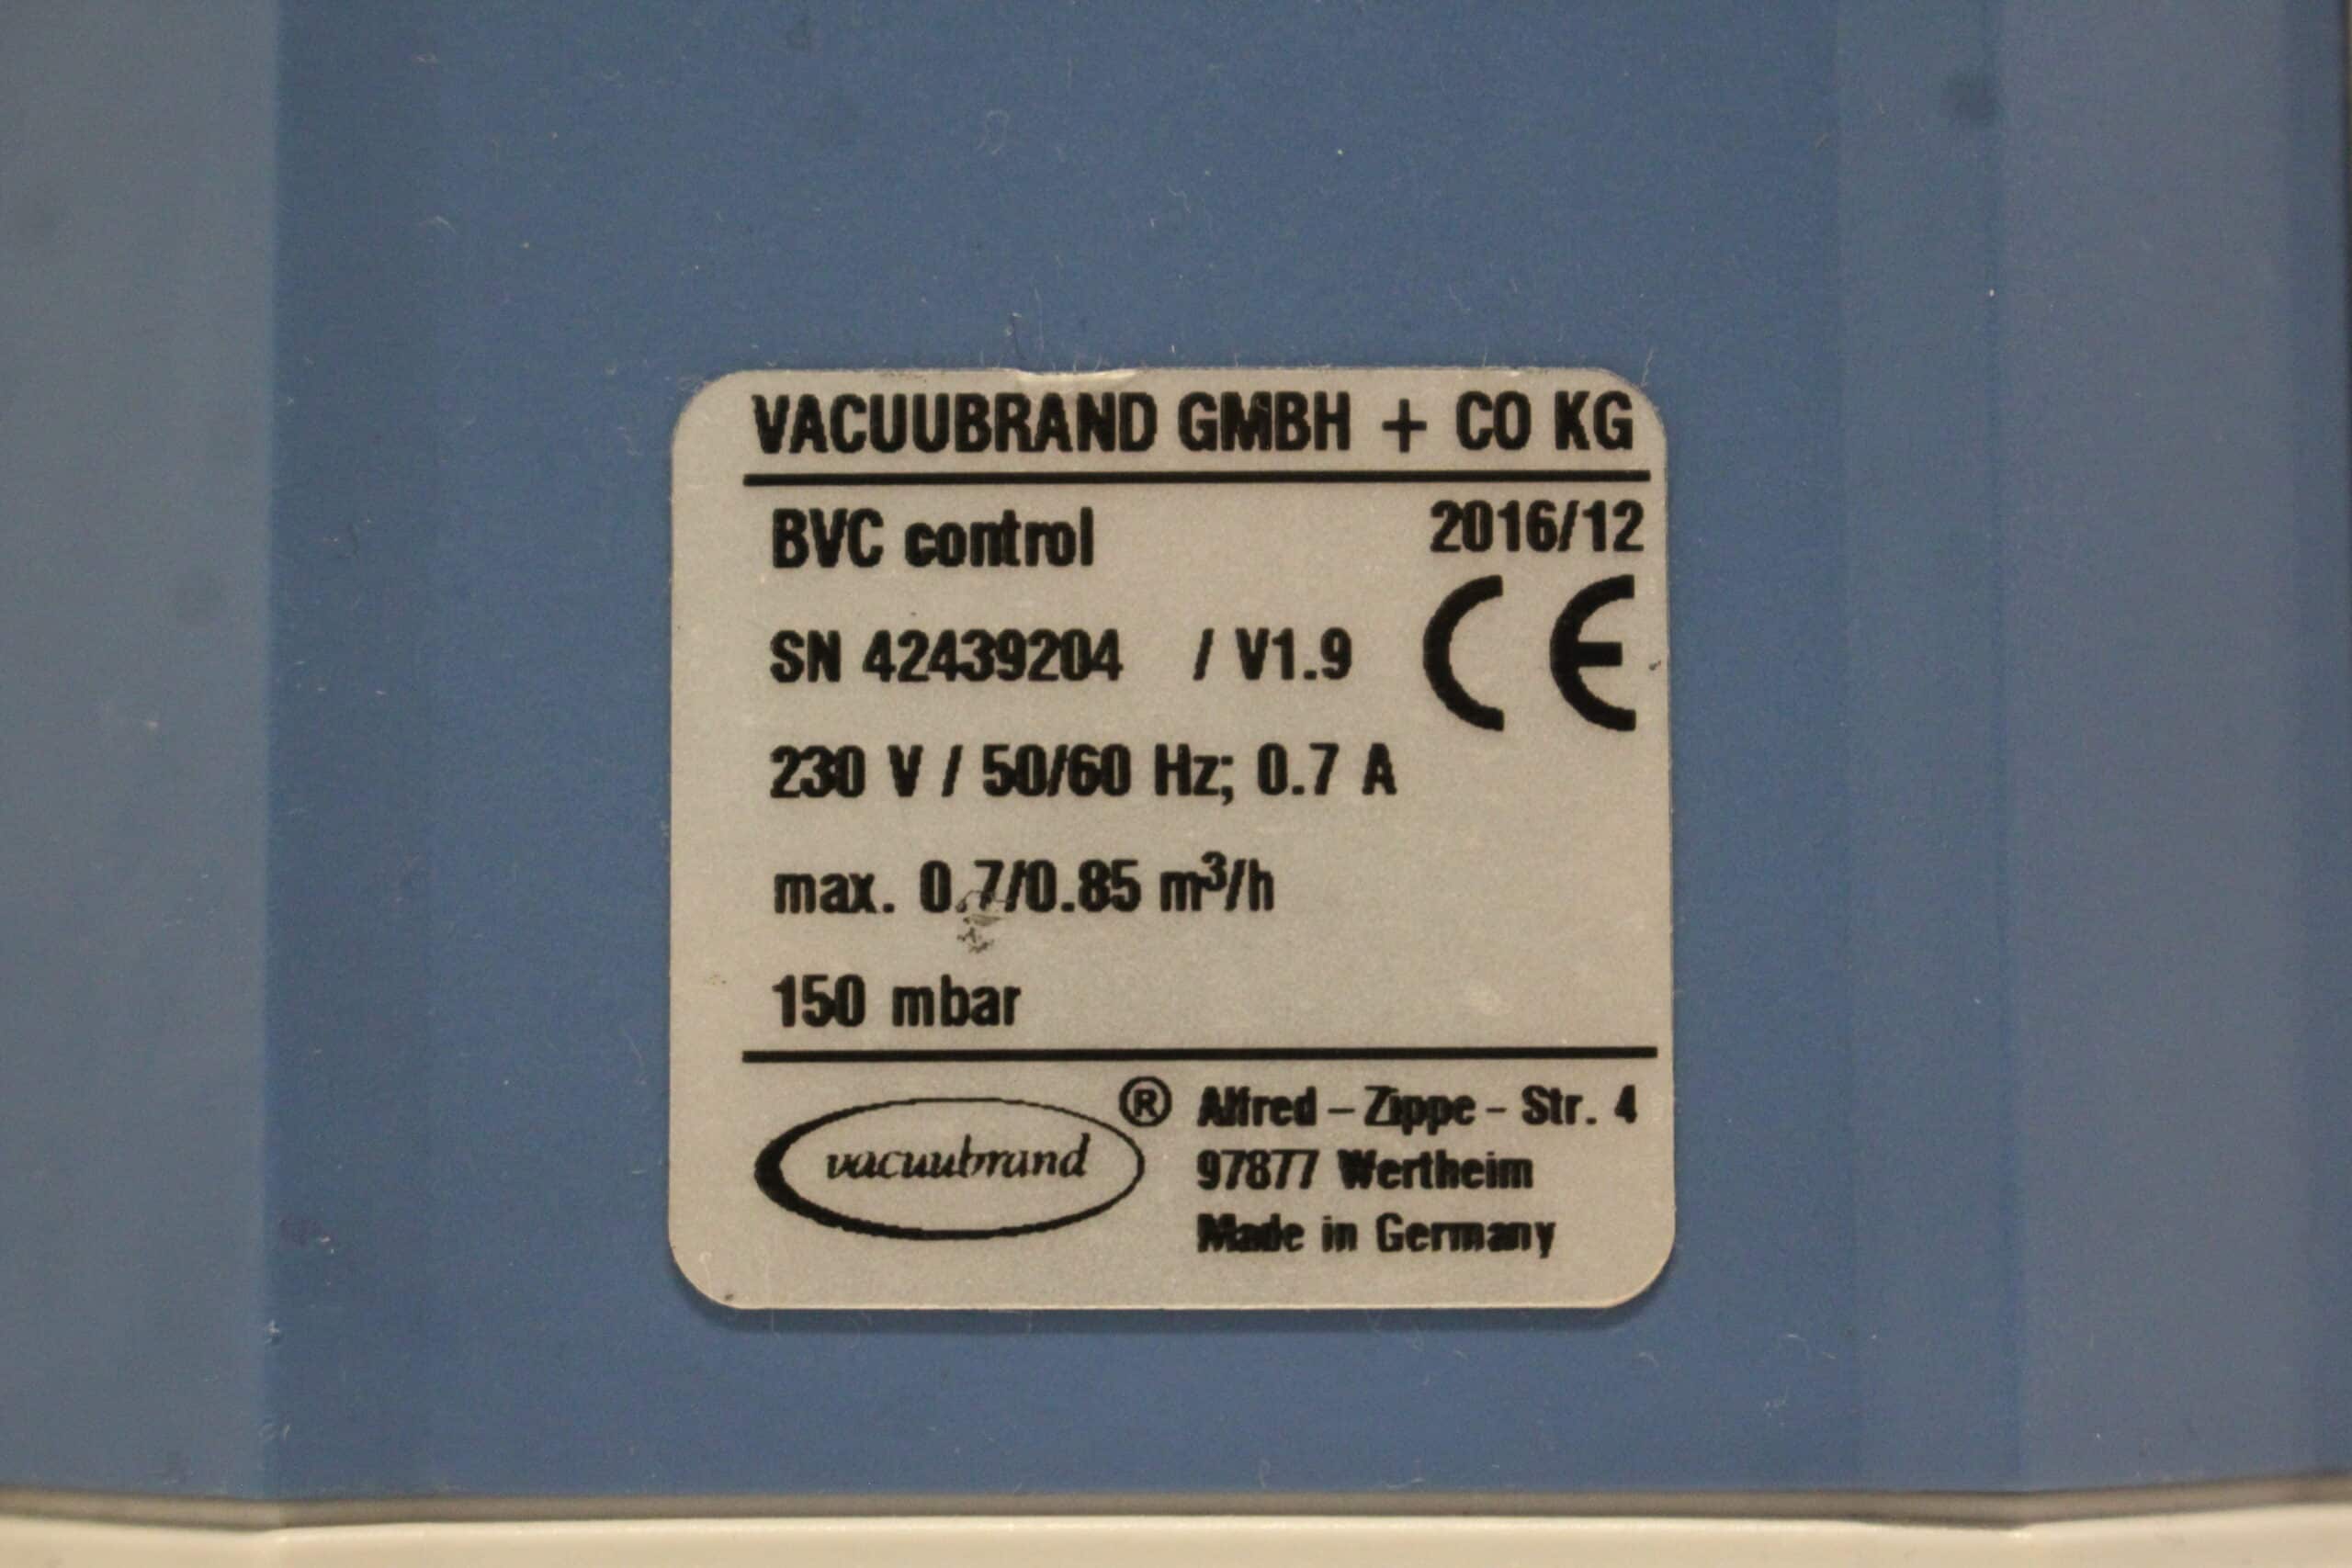 VACUUBRAND GMBH + CO KG
BVC control 2016/12
SN 42439204 / V1.9 CE
230 V / 50/60 Hz; 0.7 A
max. 0.7/0.85 m³/h
150 mbar
vacuubrand ®
Alfred – Zippe – Str. 4
97877 Wertheim
Made in Germany